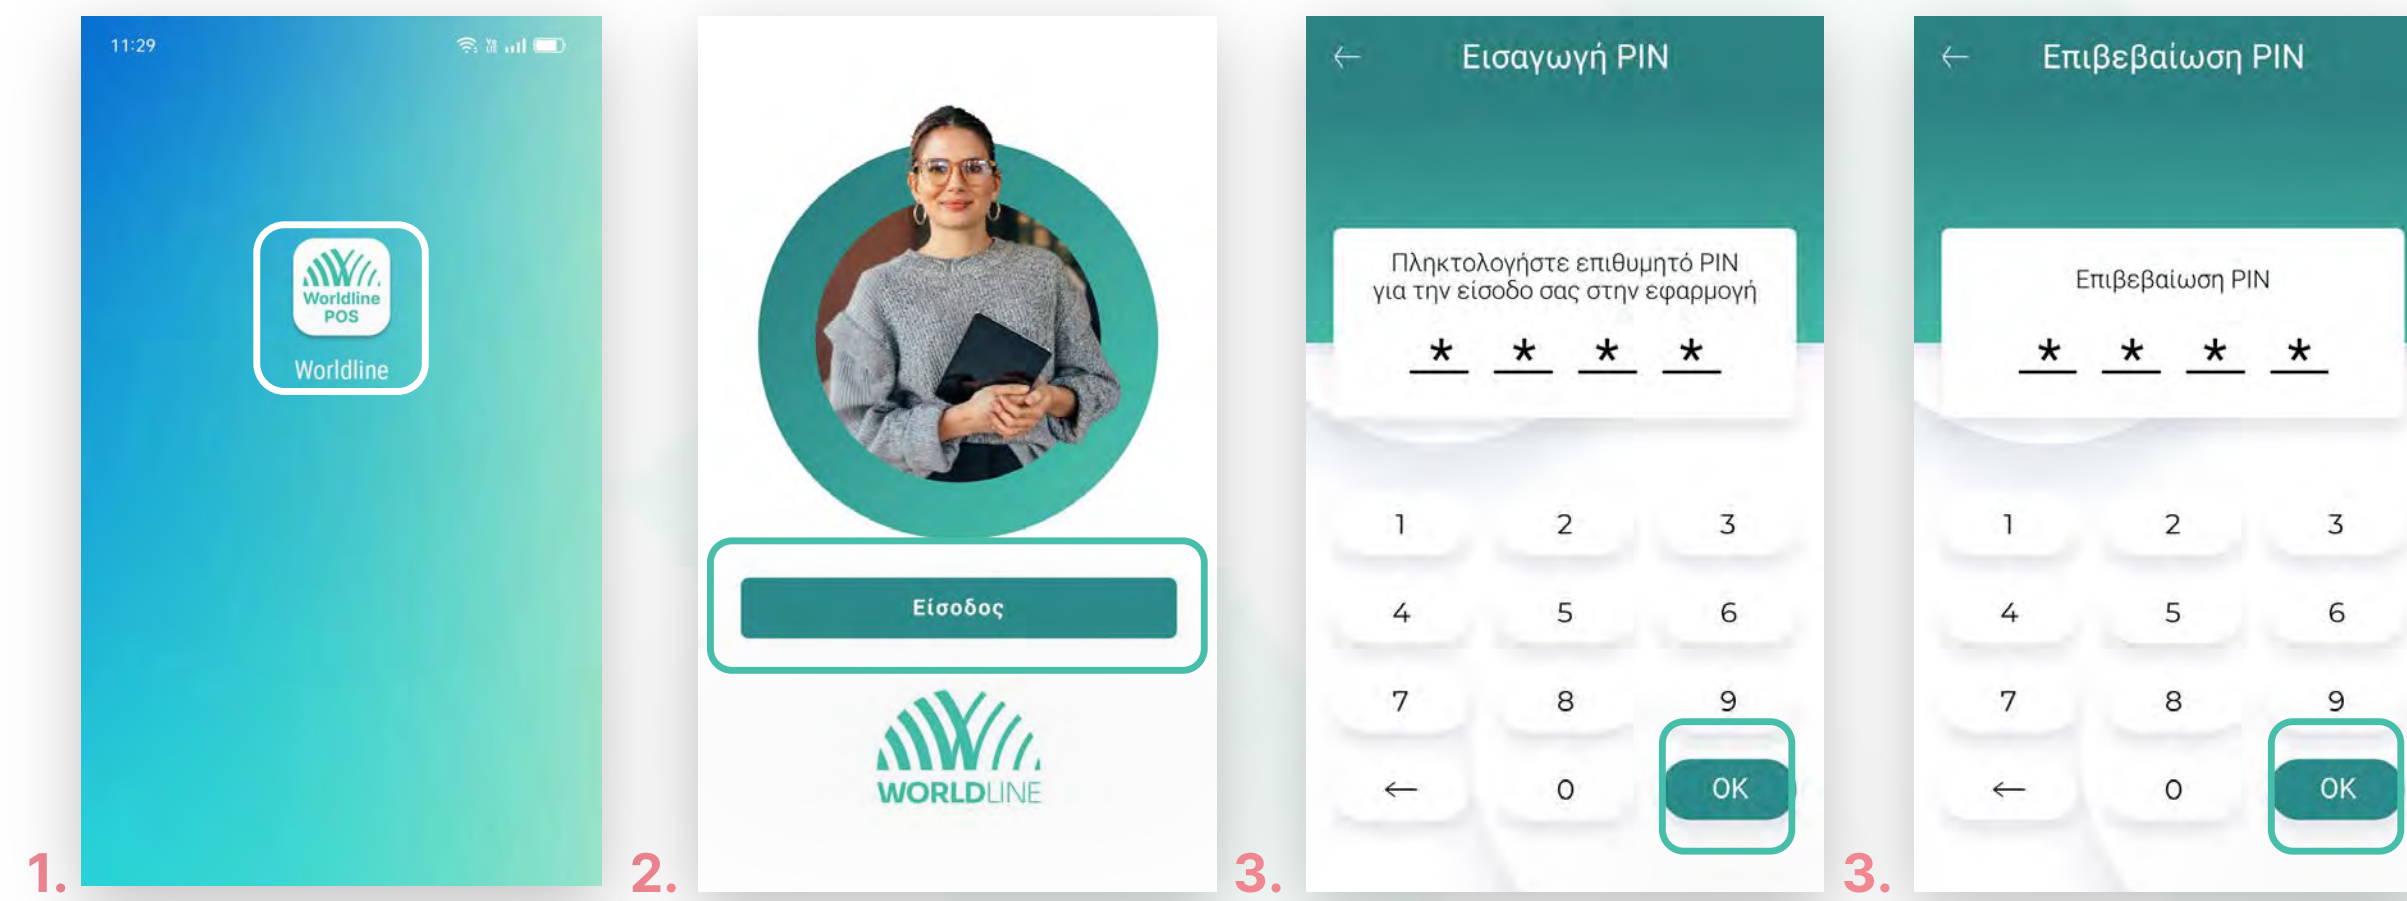 11:29
Worldline
POS
Worldline
1.
Είσοδος
WORLDLINE
2.
Εισαγωγή PIN
Πληκτολογήστε επιθυμητό PIN
για την είσοδο σας στην εφαρμογή
* * * *
1 2 3
4 5 6
7 8 9
← 0 OK
3.
Επιβεβαίωση PIN
Επιβεβαίωση PIN
* * * *
1 2 3
4 5 6
7 8 9
← 0 OK
3.